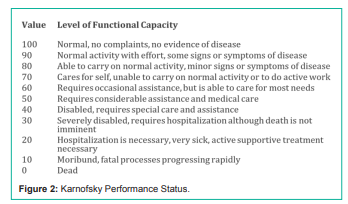 Value Level of Functional Capacity
100 Normal, no complaints, no evidence of disease
90 Normal activity with effort, some signs or symptoms of disease
80 Able to carry on normal activity, minor signs or symptoms of disease
70 Cares for self, unable to carry on normal activity or to do active work
60 Requires occasional assistance, but is able to care for most needs
50 Requires considerable assistance and medical care
40 Disabled, requires special care and assistance
30 Severely disabled, requires hospitalization although death is not
imminent
20 Hospitalization is necessary, very sick, active supportive treatment
necessary
10 Moribund, fatal processes progressing rapidly
0 Dead
Figure 2: Karnofsky Performance Status.